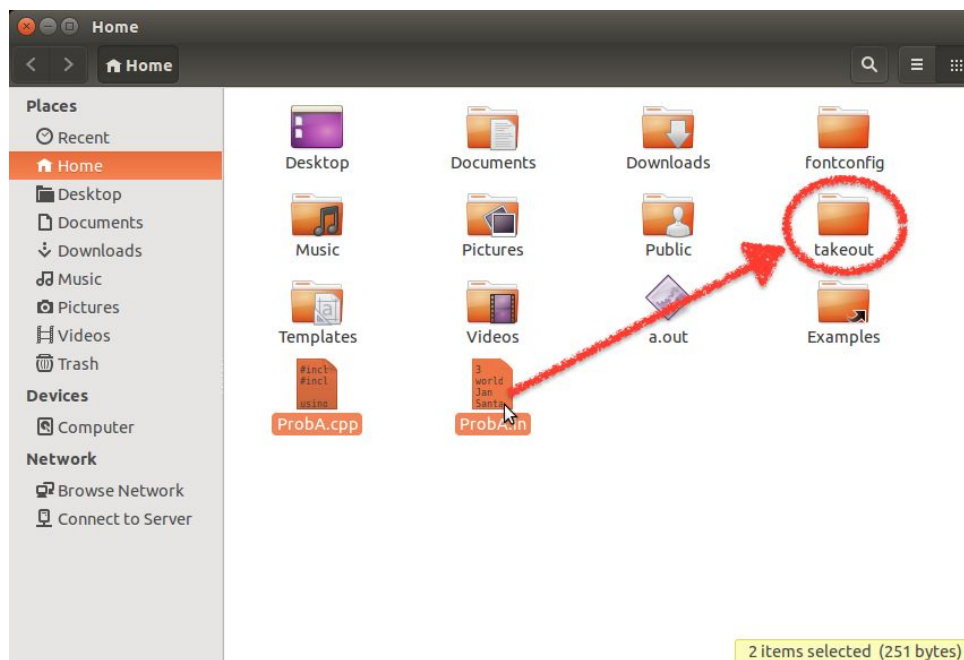 Home
Home
Places
Recent
Home
Desktop
Documents
Downloads
Music
Pictures
Videos
Trash
Devices
Computer
Network
Browse Network
Connect to Server
Desktop
Documents
Downloads
fontconfig
Music
Pictures
Public
takeout
Templates
Videos
a.out
Examples
#incl
#incl
using
ProbA.cpp
3
world
Jan
Santa
ProbA.in
2 items selected (251 bytes)